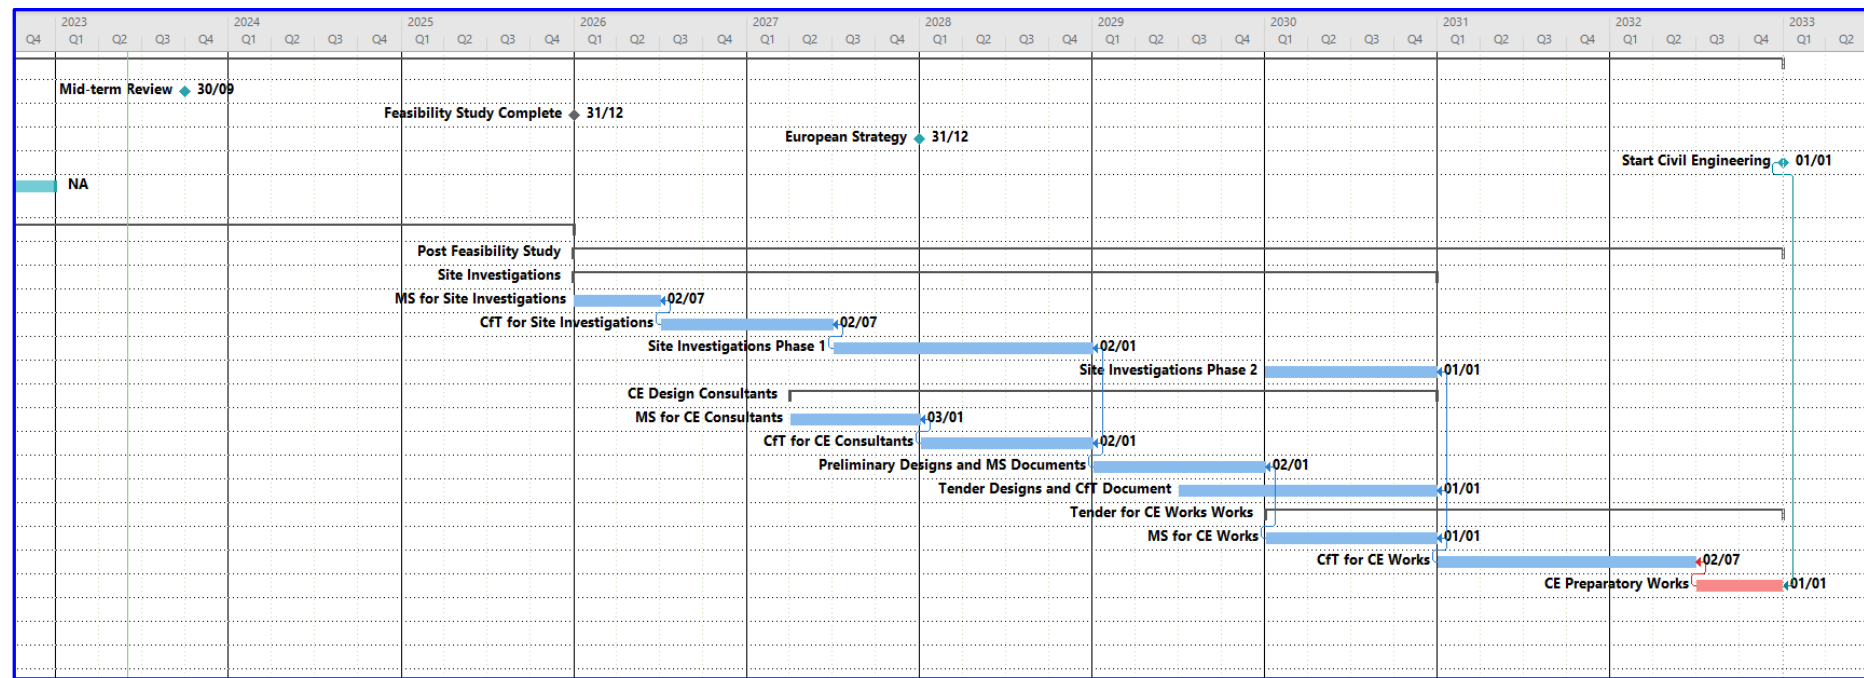 2023 2024 2025 2026 2027 2028 2029 2030 2031 2032 2033
Q4 Q1 Q2 Q3 Q4 Q1 Q2 Q3 Q4 Q1 Q2 Q3 Q4 Q1 Q2 Q3 Q4 Q1 Q2 Q3 Q4 Q1 Q2 Q3 Q4 Q1 Q2 Q3 Q4 Q1 Q2 Q3 Q4 Q1 Q2 Q3 Q4 Q1 Q2 Q3 Q4 Q1 Q2
Mid-term Review 30/09
Feasibility Study Complete 31/12
European Strategy 31/12
Start Civil Engineering 01/01
NA
Post Feasibility Study
Site Investigations
MS for Site Investigations 02/07
CfT for Site Investigations 02/07
Site Investigations Phase 1 02/01
Site Investigations Phase 2 01/01
CE Design Consultants
MS for CE Consultants 03/01
CfT for CE Consultants 02/01
Preliminary Designs and MS Documents 02/01
Tender Designs and CfT Document 01/01
Tender for CE Works Works
MS for CE Works 01/01
CfT for CE Works 02/07
CE Preparatory Works 01/01